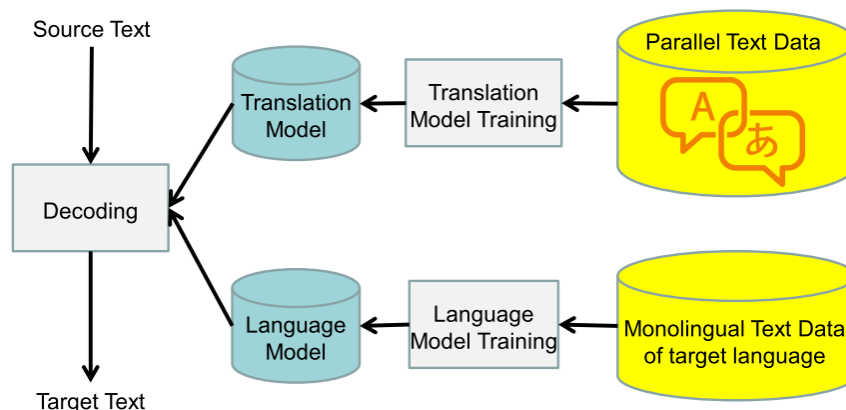 Source Text
Parallel Text Data
Translation
Model
Translation
Model Training
A
あ
Decoding
Language
Model
Language
Model Training
Monolingual Text Data
of target language
Target Text